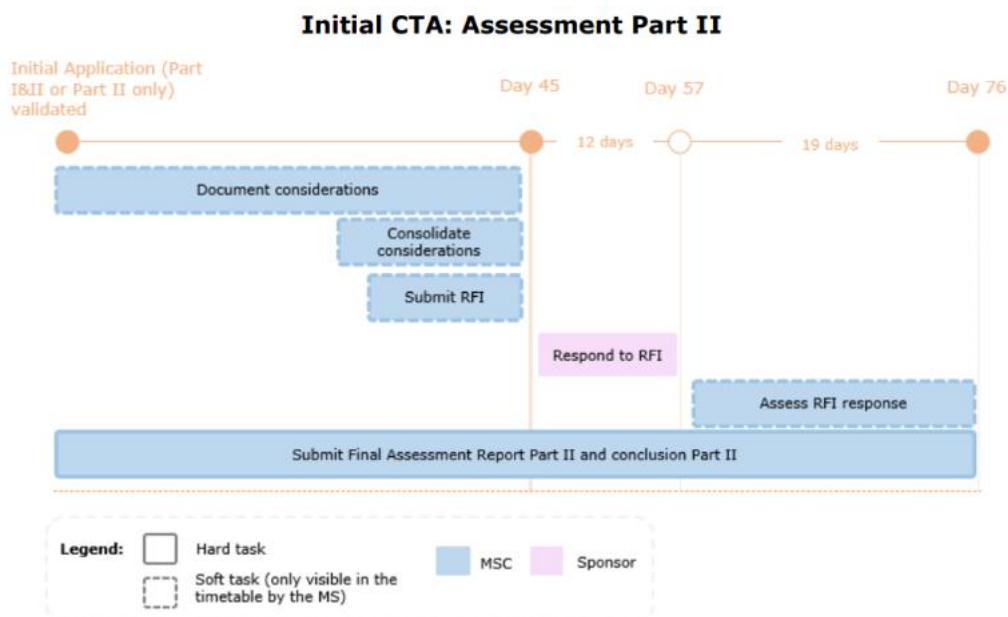 Initial CTA: Assessment Part II
Initial Application (Part
I&II or Part II only)
validated
Day 45
Day 57
Day 76
12 days
19 days
Document considerations
Consolidate
considerations
Submit RFI
Respond to RFI
Assess RFI response
Submit Final Assessment Report Part II and conclusion Part II
Legend:
Hard task
Soft task (only visible in the
timetable by the MS)
MSC
Sponsor